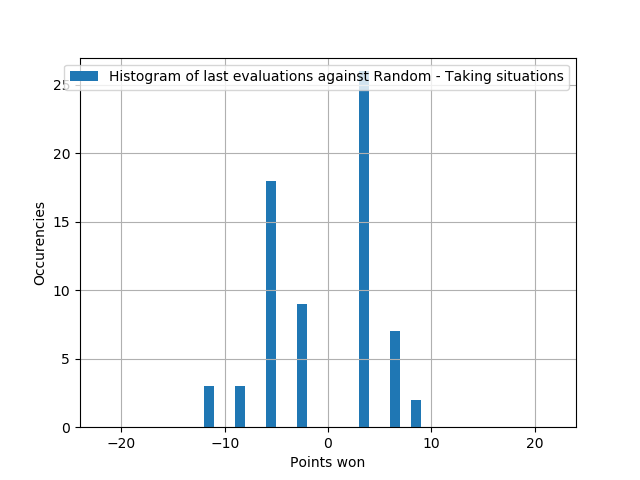 Histogram of last evaluations against Random - Taking situations
25
20
15
10
5
0
Occurencies
−20 −10 0 10 20
Points won